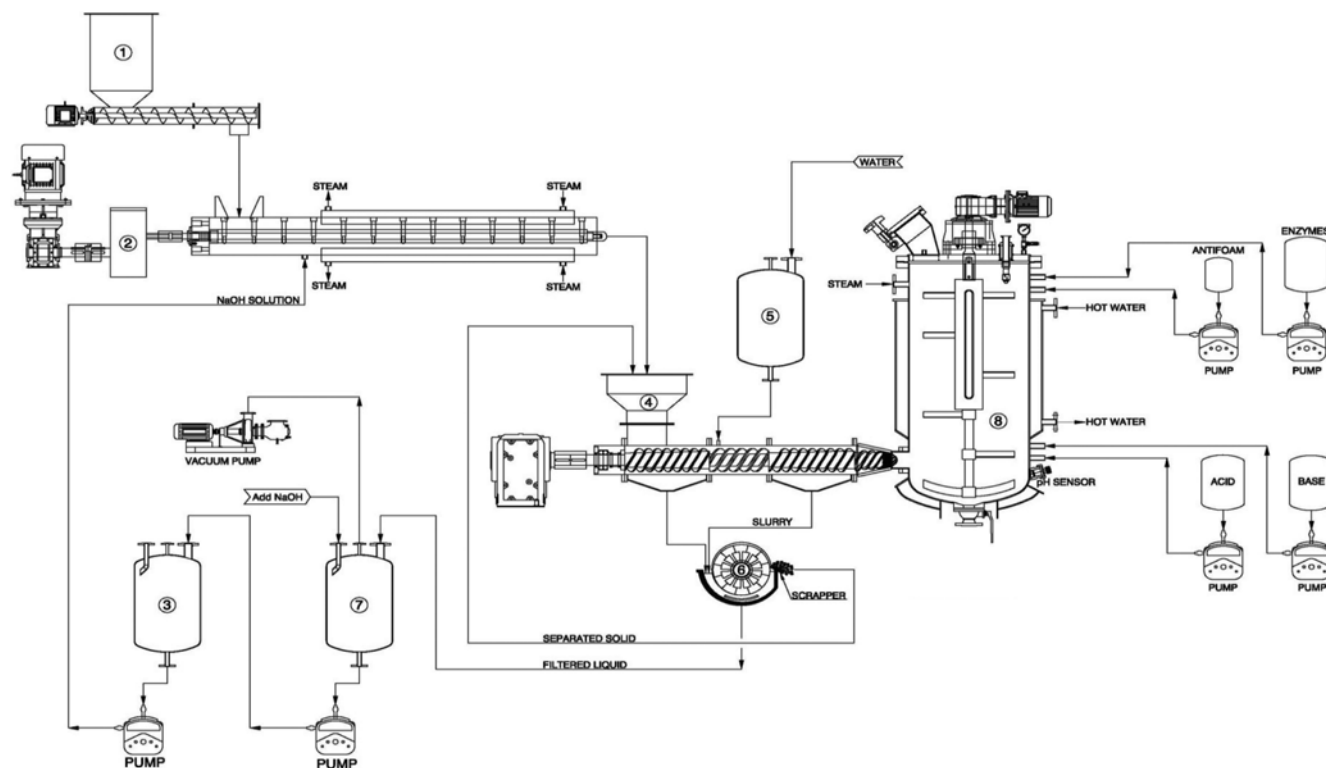 ①
②
STEAM
STEAM
STEAM
STEAM
NaOH SOLUTION
WATER
⑤
④
STEAM
ANTIFOAM
ENZYMES
PUMP
PUMP
HOT WATER
HOT WATER
⑧
pH SENSOR
ACID
BASE
PUMP
PUMP
VACUUM PUMP
Add NaOH
SLURRY
⑥
SCRAPPER
③
⑦
SEPARATED SOLID
FILTERED LIQUID
PUMP
PUMP